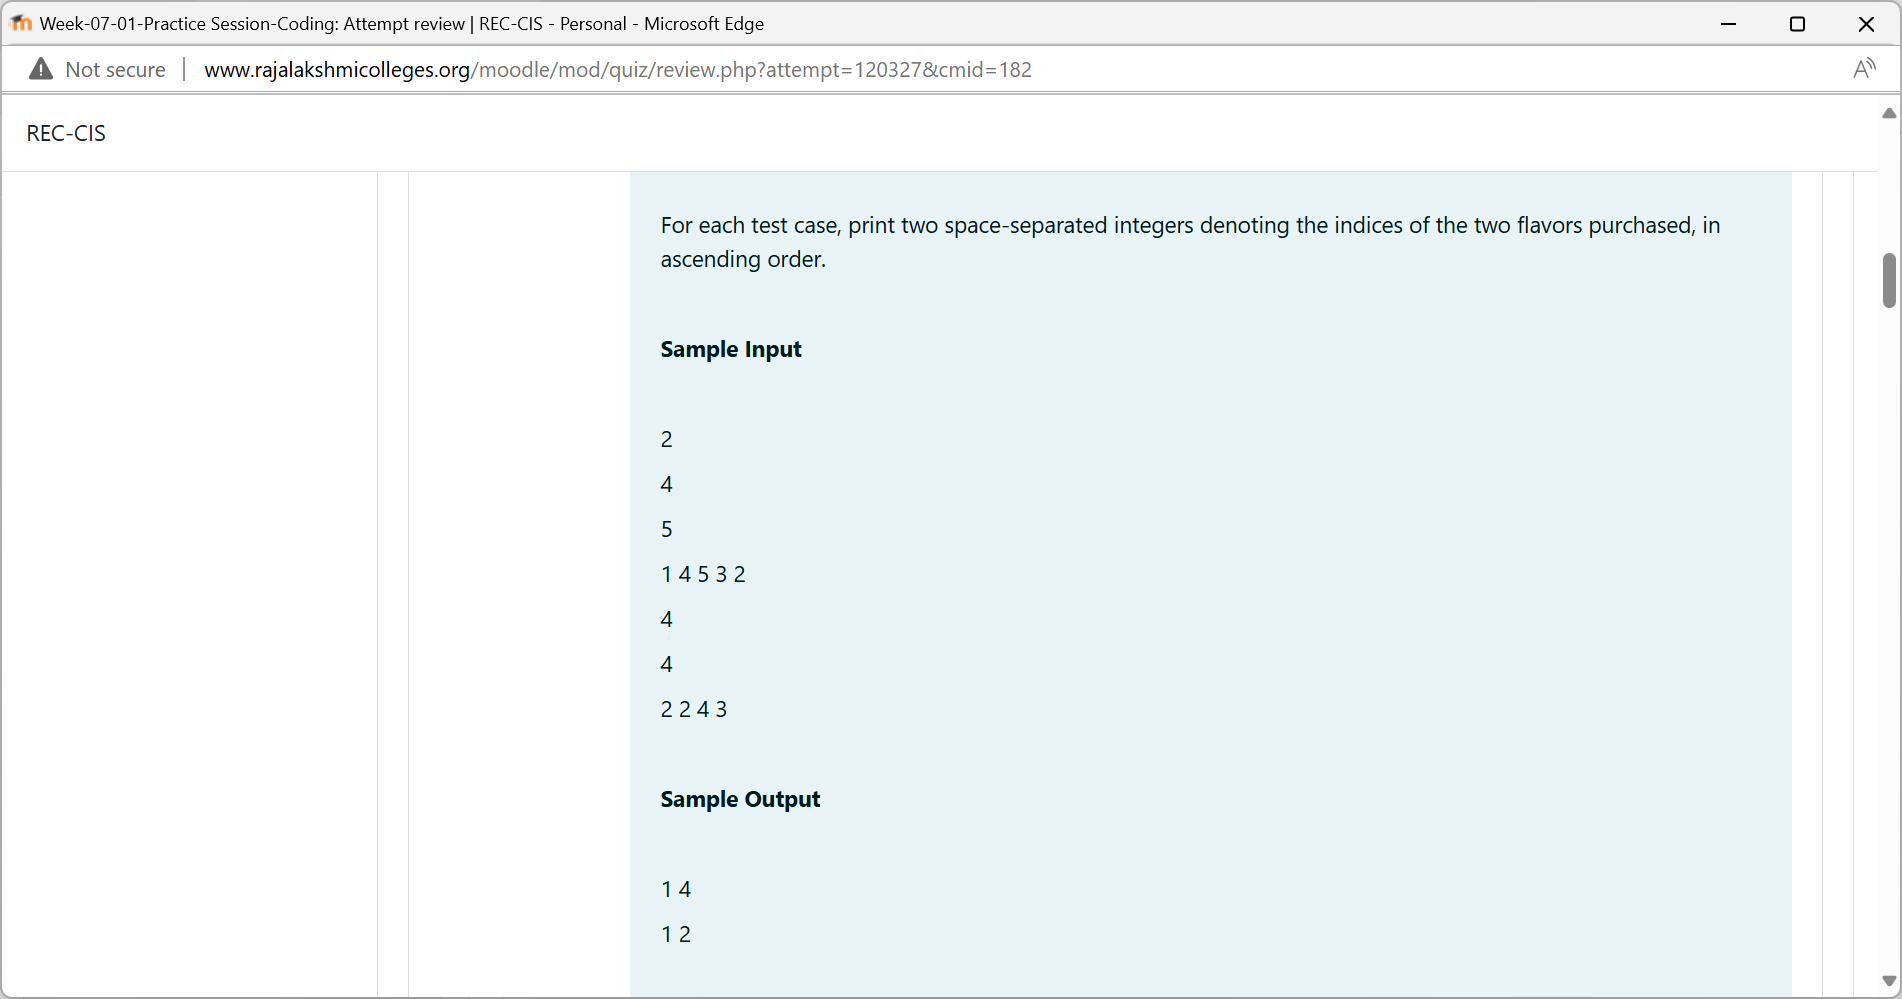 Week-07-01-Practice Session-Coding: Attempt review | REC-CIS - Personal - Microsoft Edge
Not secure | www.rajalakshmicolleges.org/moodle/mod/quiz/review.php?attempt=120327&cmid=182
REC-CIS
For each test case, print two space-separated integers denoting the indices of the two flavors purchased, in
ascending order.
Sample Input
2
4
5
1 4 5 3 2
4
4
2 2 4 3
Sample Output
1 4
1 2